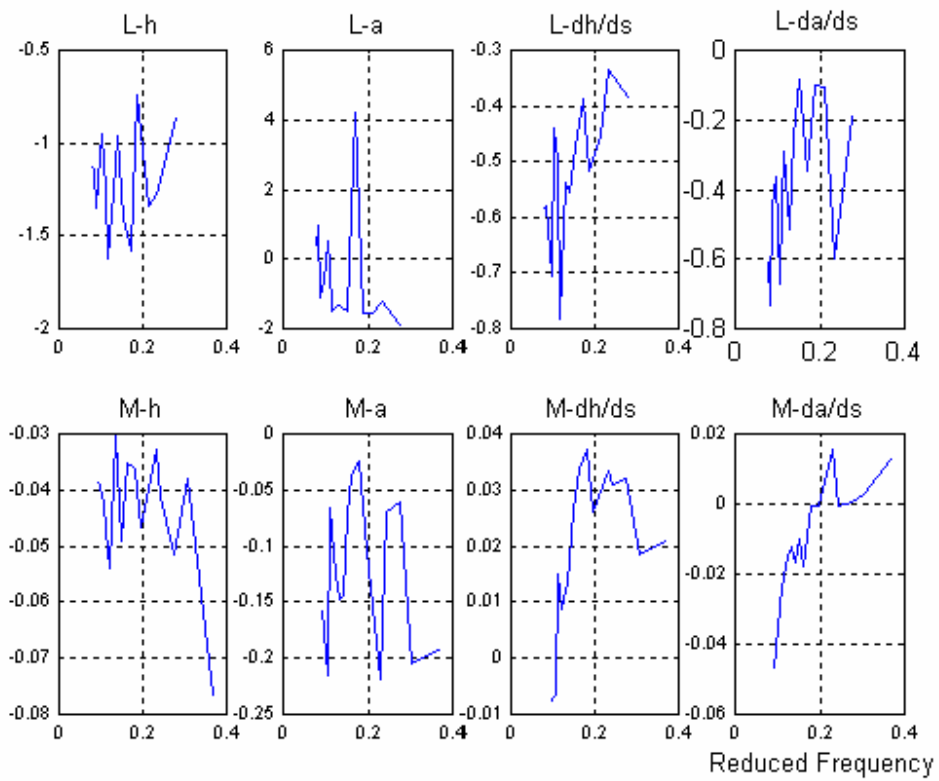 L-h L-a L-dh/ds L-da/ds
-0.5 6 -0.3 0
-0.4
4
-0.2
-1 -0.5
2
-0.6 -0.4
-1.5 0
-0.7 -0.6
-2 -2 -0.8 -0.8
0 0.2 0.4 0 0.2 0.4 0 0.2 0.4 0 0.2 0.4
M-h M-a M-dh/ds M-da/ds
-0.03 0 0.04 0.02
-0.04 -0.05 0.03
0
-0.05 -0.1 0.02
-0.02
-0.06 -0.15 0.01
-0.04
-0.07 -0.2 0
-0.08 -0.25 -0.01 -0.06
0 0.2 0.4 0 0.2 0.4 0 0.2 0.4 0 0.2 0.4
Reduced Frequency